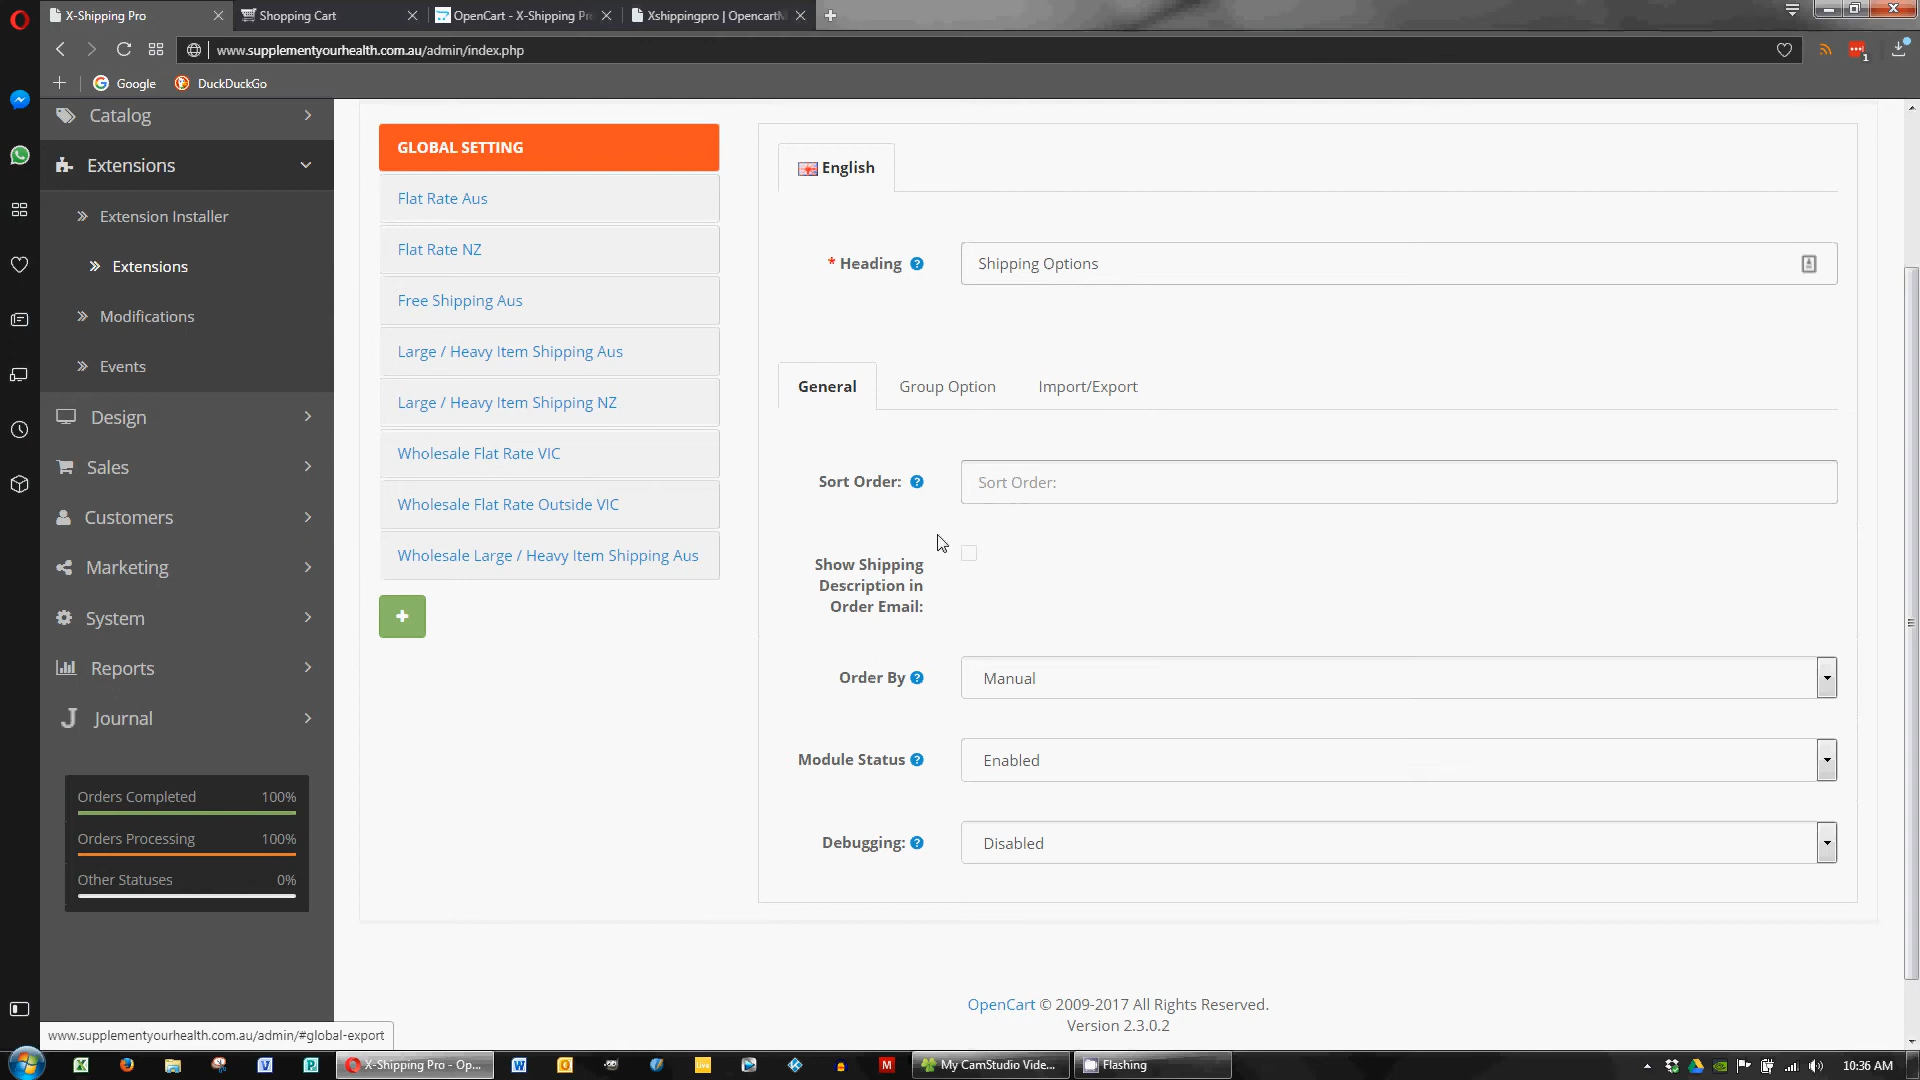 X-Shipping Pro
Shopping Cart
OpenCart - X-Shipping Pr
Xshippingpro | Opencart
www.supplementyourhealth.com.au/admin/index.php
1
Google
DuckDuckGo
Catalog
Extensions
Extension Installer
Extensions
Modifications
Events
Design
Sales
Customers
Marketing
System
Reports
Journal
Orders Completed 100%
Orders Processing 100%
Other Statuses 0%
GLOBAL SETTING
Flat Rate Aus
Flat Rate NZ
Free Shipping Aus
Large / Heavy Item Shipping Aus
Large / Heavy Item Shipping NZ
Wholesale Flat Rate VIC
Wholesale Flat Rate Outside VIC
Wholesale Large / Heavy Item Shipping Aus
English
* Heading
Shipping Options
General
Group Option
Import/Export
Sort Order:
Sort Order:
Show Shipping
Description in
Order Email:
Order By
Manual
Module Status
Enabled
Debugging:
Disabled
OpenCart © 2009-2017 All Rights Reserved.
Version 2.3.0.2
www.supplementyourhealth.com.au/admin/#global-export
X-Shipping Pro - Op...
My CamStudio Vide...
Flashing
10:36 AM